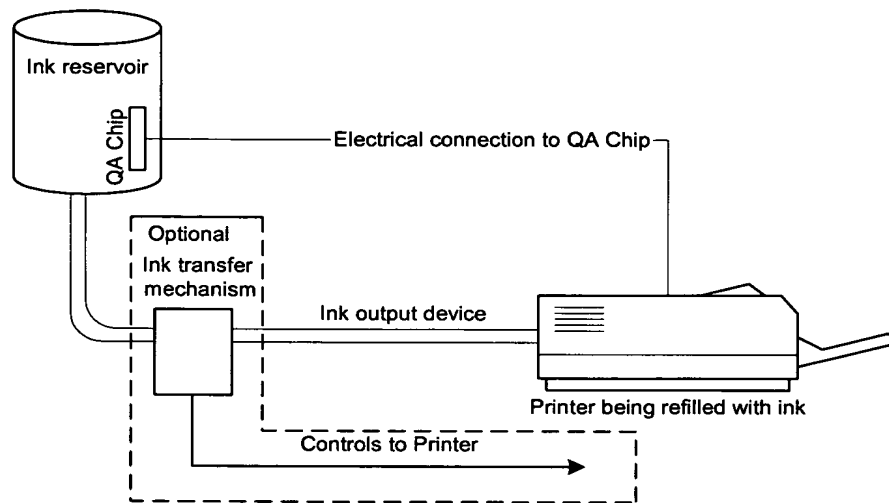 Ink reservoir
QA Chip
Electrical connection to QA Chip
Optional
Ink transfer
mechanism
Ink output device
Printer being refilled with ink
Controls to Printer